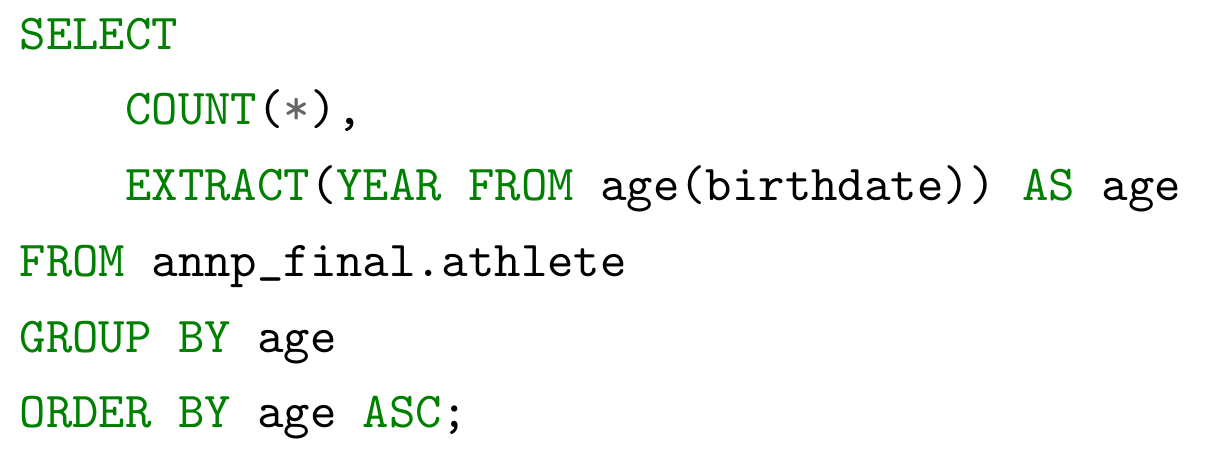 SELECT
    COUNT(*),
    EXTRACT(YEAR FROM age(birthdate)) AS age
FROM annp_final.athlete
GROUP BY age
ORDER BY age ASC;